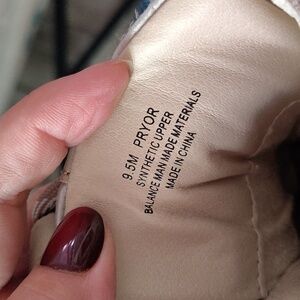 9.5M PRYOR
SYNTHETIC UPPER
BALANCE MAN MADE MATERIALS
MADE IN CHINA